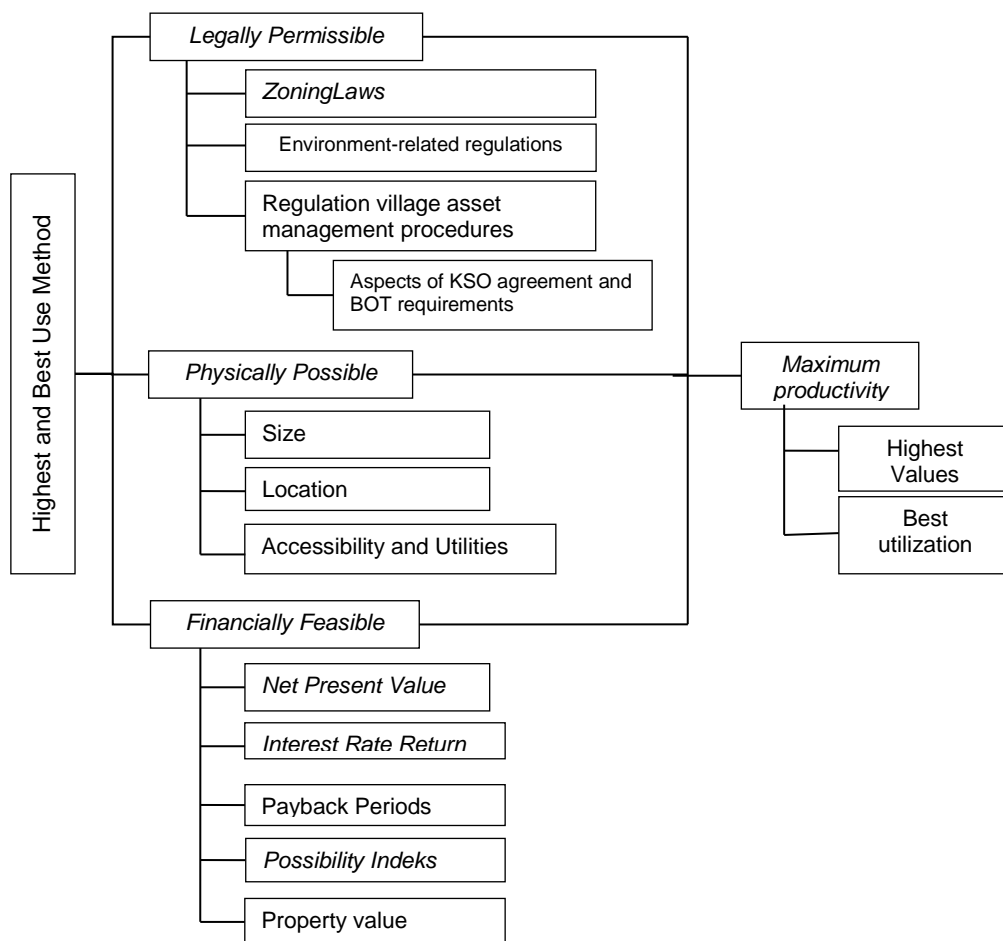 Highest and Best Use Method
Legally Permissible
ZoningLaws
Environment-related regulations
Regulation village asset
management procedures
Aspects of KSO agreement and
BOT requirements
Physically Possible
Size
Location
Accessibility and Utilities
Financially Feasible
Net Present Value
Interest Rate Return
Payback Periods
Possibility Indeks
Property value
Maximum
productivity
Highest
Values
Best
utilization